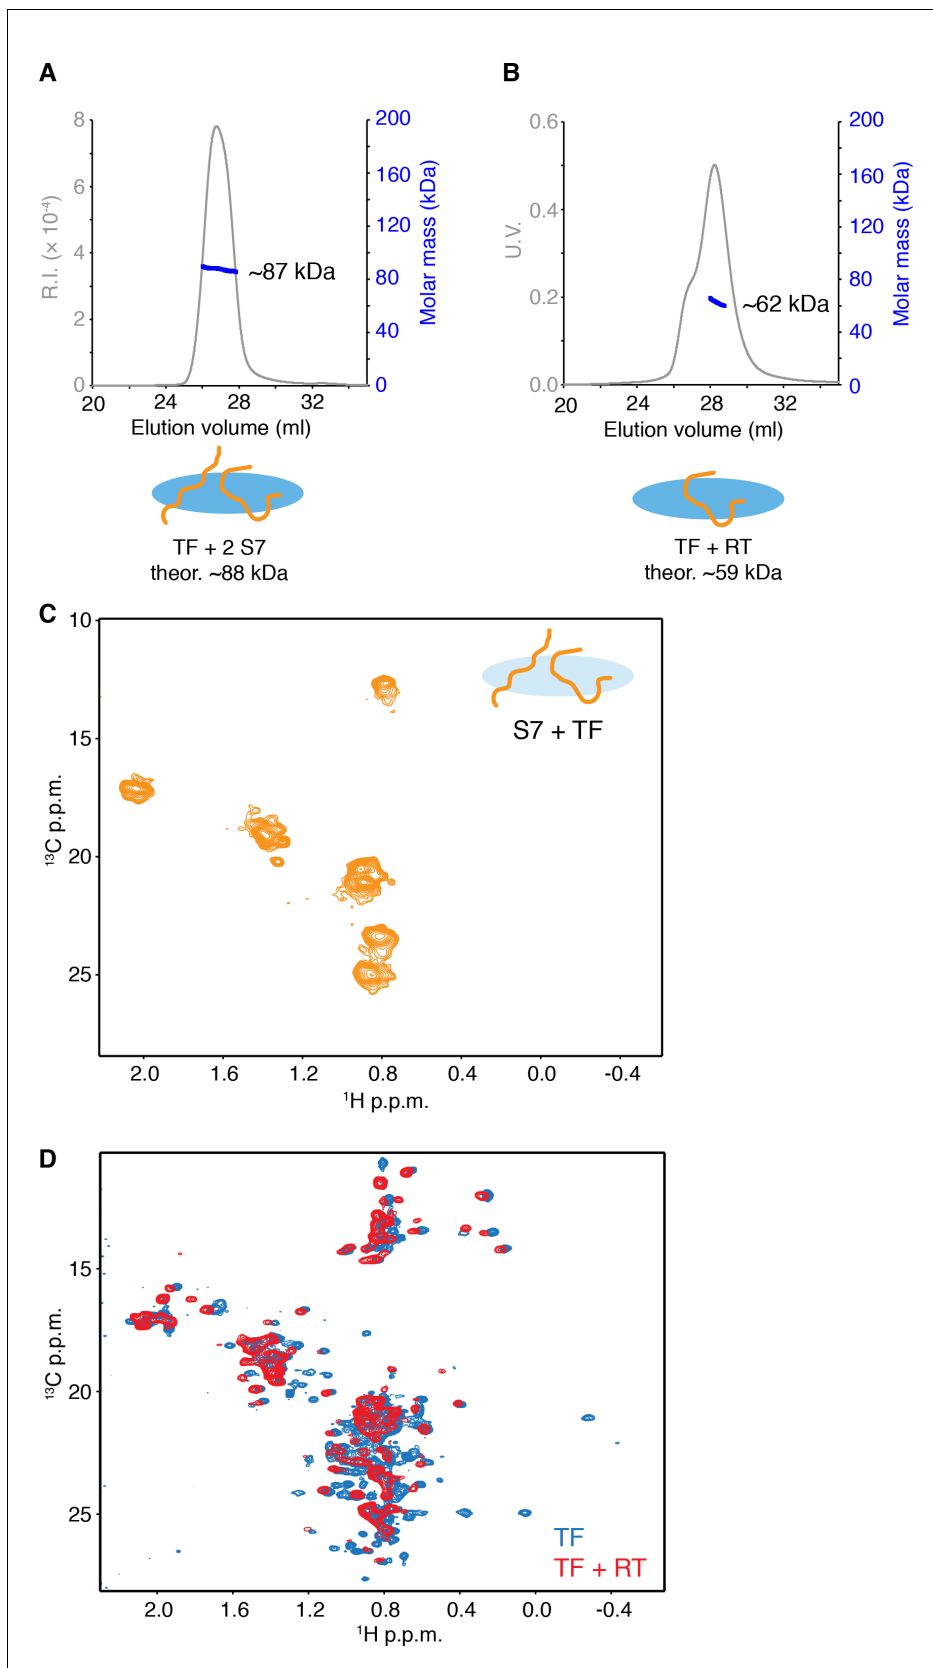 A
8
6
4
2
0
R.I. (× 10⁻⁴)
200
160
120
80
40
0
Molar mass (kDa)
~87 kDa
20 24 28 32
Elution volume (ml)
TF + 2 S7
theor. ~88 kDa
B
0.6
0.4
0.2
0.0
U.V.
200
160
120
80
40
0
Molar mass (kDa)
~62 kDa
20 24 28 32
Elution volume (ml)
TF + RT
theor. ~59 kDa
C
10
15
20
25
¹³C p.p.m.
S7 + TF
2.0 1.6 1.2 0.8 0.4 0.0 -0.4
¹H p.p.m.
D
15
20
25
¹³C p.p.m.
TF
TF + RT
2.0 1.6 1.2 0.8 0.4 0.0 -0.4
¹H p.p.m.